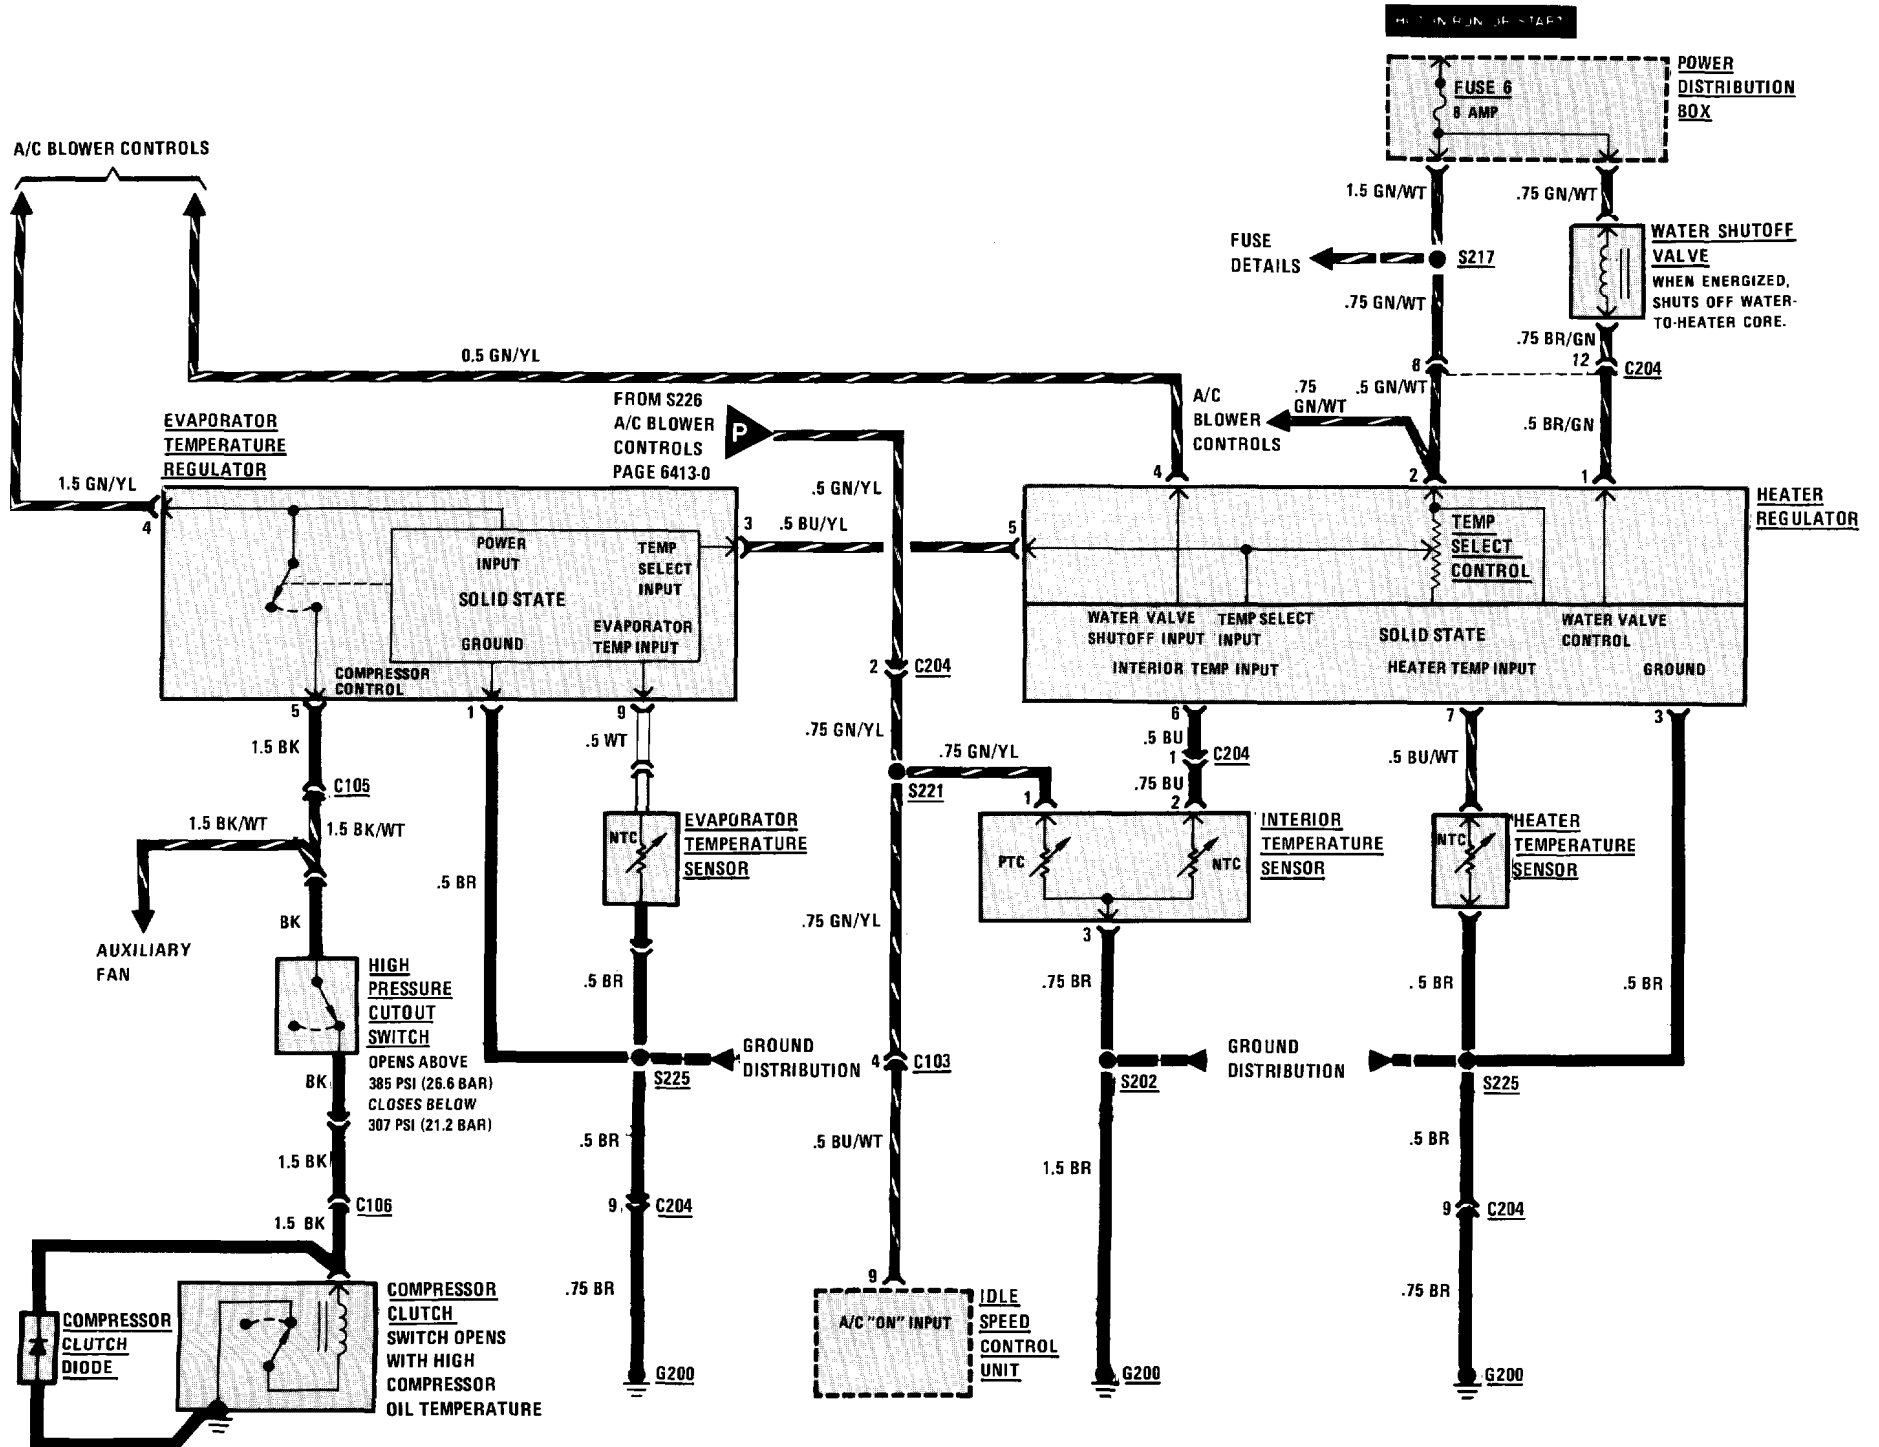 HOT IN RUN OR START
POWER
DISTRIBUTION
BOX
FUSE 6
8 AMP
A/C BLOWER CONTROLS
1.5 GN/WT
.75 GN/WT
FUSE
DETAILS
S217
WATER SHUTOFF
VALVE
WHEN ENERGIZED,
SHUTS OFF WATER-
TO-HEATER CORE.
.75 GN/WT
.75 BR/GN
8
12
C204
0.5 GN/YL
.75
GN/WT
.5 GN/WT
.5 BR/GN
A/C
BLOWER
CONTROLS
FROM S226
A/C BLOWER
CONTROLS
PAGE 6413-0
P
EVAPORATOR
TEMPERATURE
REGULATOR
1.5 GN/YL
4
.5 GN/YL
4
2
1
HEATER
REGULATOR
3
.5 BU/YL
5
POWER
INPUT
TEMP
SELECT
INPUT
SOLID STATE
EVAPORATOR
TEMP INPUT
GROUND
COMPRESSOR
CONTROL
TEMP
SELECT
CONTROL
WATER VALVE
SHUTOFF INPUT
TEMP SELECT
INPUT
SOLID STATE
WATER VALVE
CONTROL
INTERIOR TEMP INPUT
HEATER TEMP INPUT
GROUND
2
C204
5
1
9
1.5 BK
.5 WT
.75 GN/YL
6
7
3
.5 BU
1
C204
.75 BU
.5 BU/WT
.75 GN/YL
S221
C105
1.5 BK/WT
1.5 BK/WT
1
2
NTC
EVAPORATOR
TEMPERATURE
SENSOR
PTC
NTC
INTERIOR
TEMPERATURE
SENSOR
NTC
HEATER
TEMPERATURE
SENSOR
.5 BR
.75 GN/YL
BK
AUXILIARY
FAN
3
HIGH
PRESSURE
CUTOUT
SWITCH
OPENS ABOVE
385 PSI (26.6 BAR)
CLOSES BELOW
307 PSI (21.2 BAR)
.5 BR
.75 BR
.5 BR
.5 BR
GROUND
DISTRIBUTION
S225
4
C103
GROUND
DISTRIBUTION
S202
S225
BK
1.5 BK
.5 BR
.5 BU/WT
1.5 BR
.5 BR
C106
1.5 BK
9
C204
9
C204
9
.75 BR
.75 BR
COMPRESSOR
CLUTCH
SWITCH OPENS
WITH HIGH
COMPRESSOR
OIL TEMPERATURE
COMPRESSOR
CLUTCH
DIODE
A/C "ON" INPUT
IDLE
SPEED
CONTROL
UNIT
G200
G200
G200